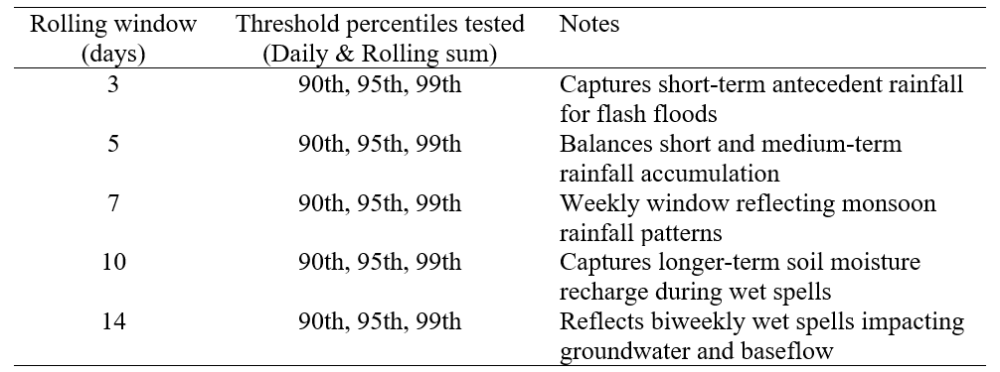 Rolling window Threshold percentiles tested Notes
(days) (Daily & Rolling sum)
3 90th, 95th, 99th Captures short-term antecedent rainfall
for flash floods
5 90th, 95th, 99th Balances short and medium-term
rainfall accumulation
7 90th, 95th, 99th Weekly window reflecting monsoon
rainfall patterns
10 90th, 95th, 99th Captures longer-term soil moisture
recharge during wet spells
14 90th, 95th, 99th Reflects biweekly wet spells impacting
groundwater and baseflow